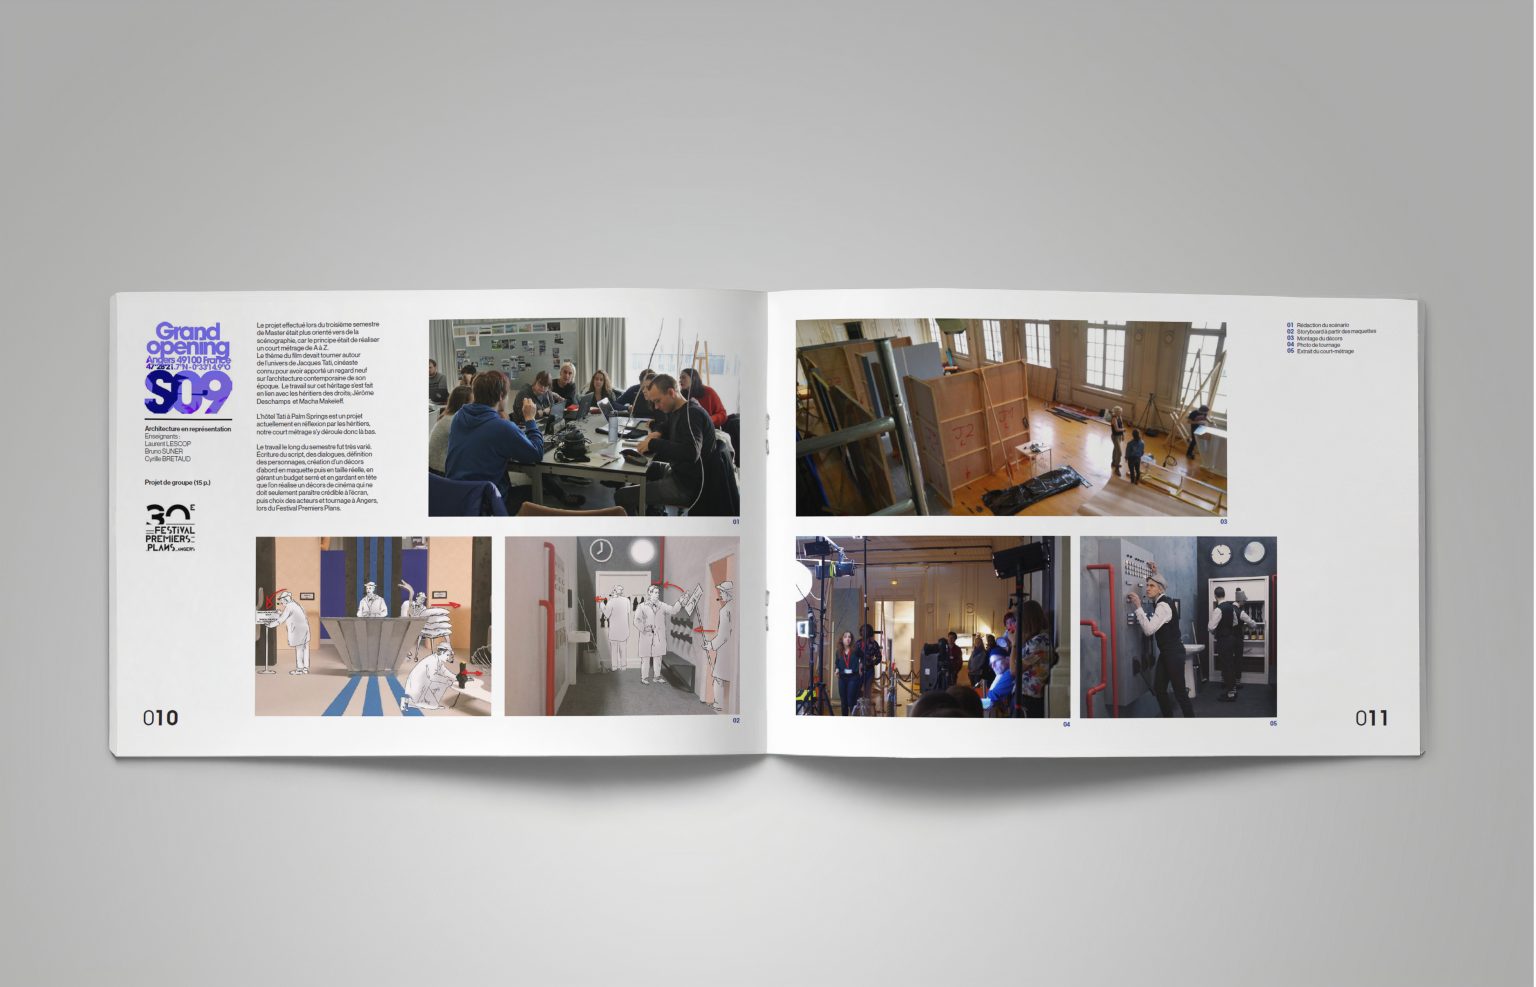 Grand
opening
Angers 49100 France
47°28'21.7"N - 0°33'14.9"O
S09
Architecture en représentation
Enseignants :
Laurent LESCOP
Bruno SUNER
Cyrille BRETAUD
Projet de groupe (15 p.)
30E
FESTIVAL
PREMIERS
PLANS ANGERS
010
Le projet effectué lors du troisième semestre
de Master était plus orienté vers de la
scénographie, car le principe était de réaliser
un court métrage de A à Z.
Le thème du film devait tourner autour
de l'univers de Jacques Tati, cinéaste
connu pour avoir apporté un regard neuf
sur l'architecture contemporaine de son
époque. Le travail sur cet héritage s'est fait
en lien avec les héritiers des droits; Jérôme
Deschamps et Macha Makeïeff.
L'hôtel Tati à Palm Springs est un projet
actuellement en réflexion par les héritiers,
notre court métrage s'y déroule donc là bas.
Le travail le long du semestre fut très varié.
Écriture du script, des dialogues, définition
des personnages, création d'un décors
d'abord en maquette puis en taille réelle, en
gérant un budget serré et en gardant en tête
que l'on réalise un décors de cinéma qui ne
doit seulement paraître crédible à l'écran,
puis choix des acteurs et tournage à Angers,
lors du Festival Premiers Plans.
01
02
J2
J1
03
04
05
01 Rédaction du scénario
02 Storyboard à partir des maquettes
03 Montage du décors
04 Photo de tournage
05 Extrait du court-métrage
011